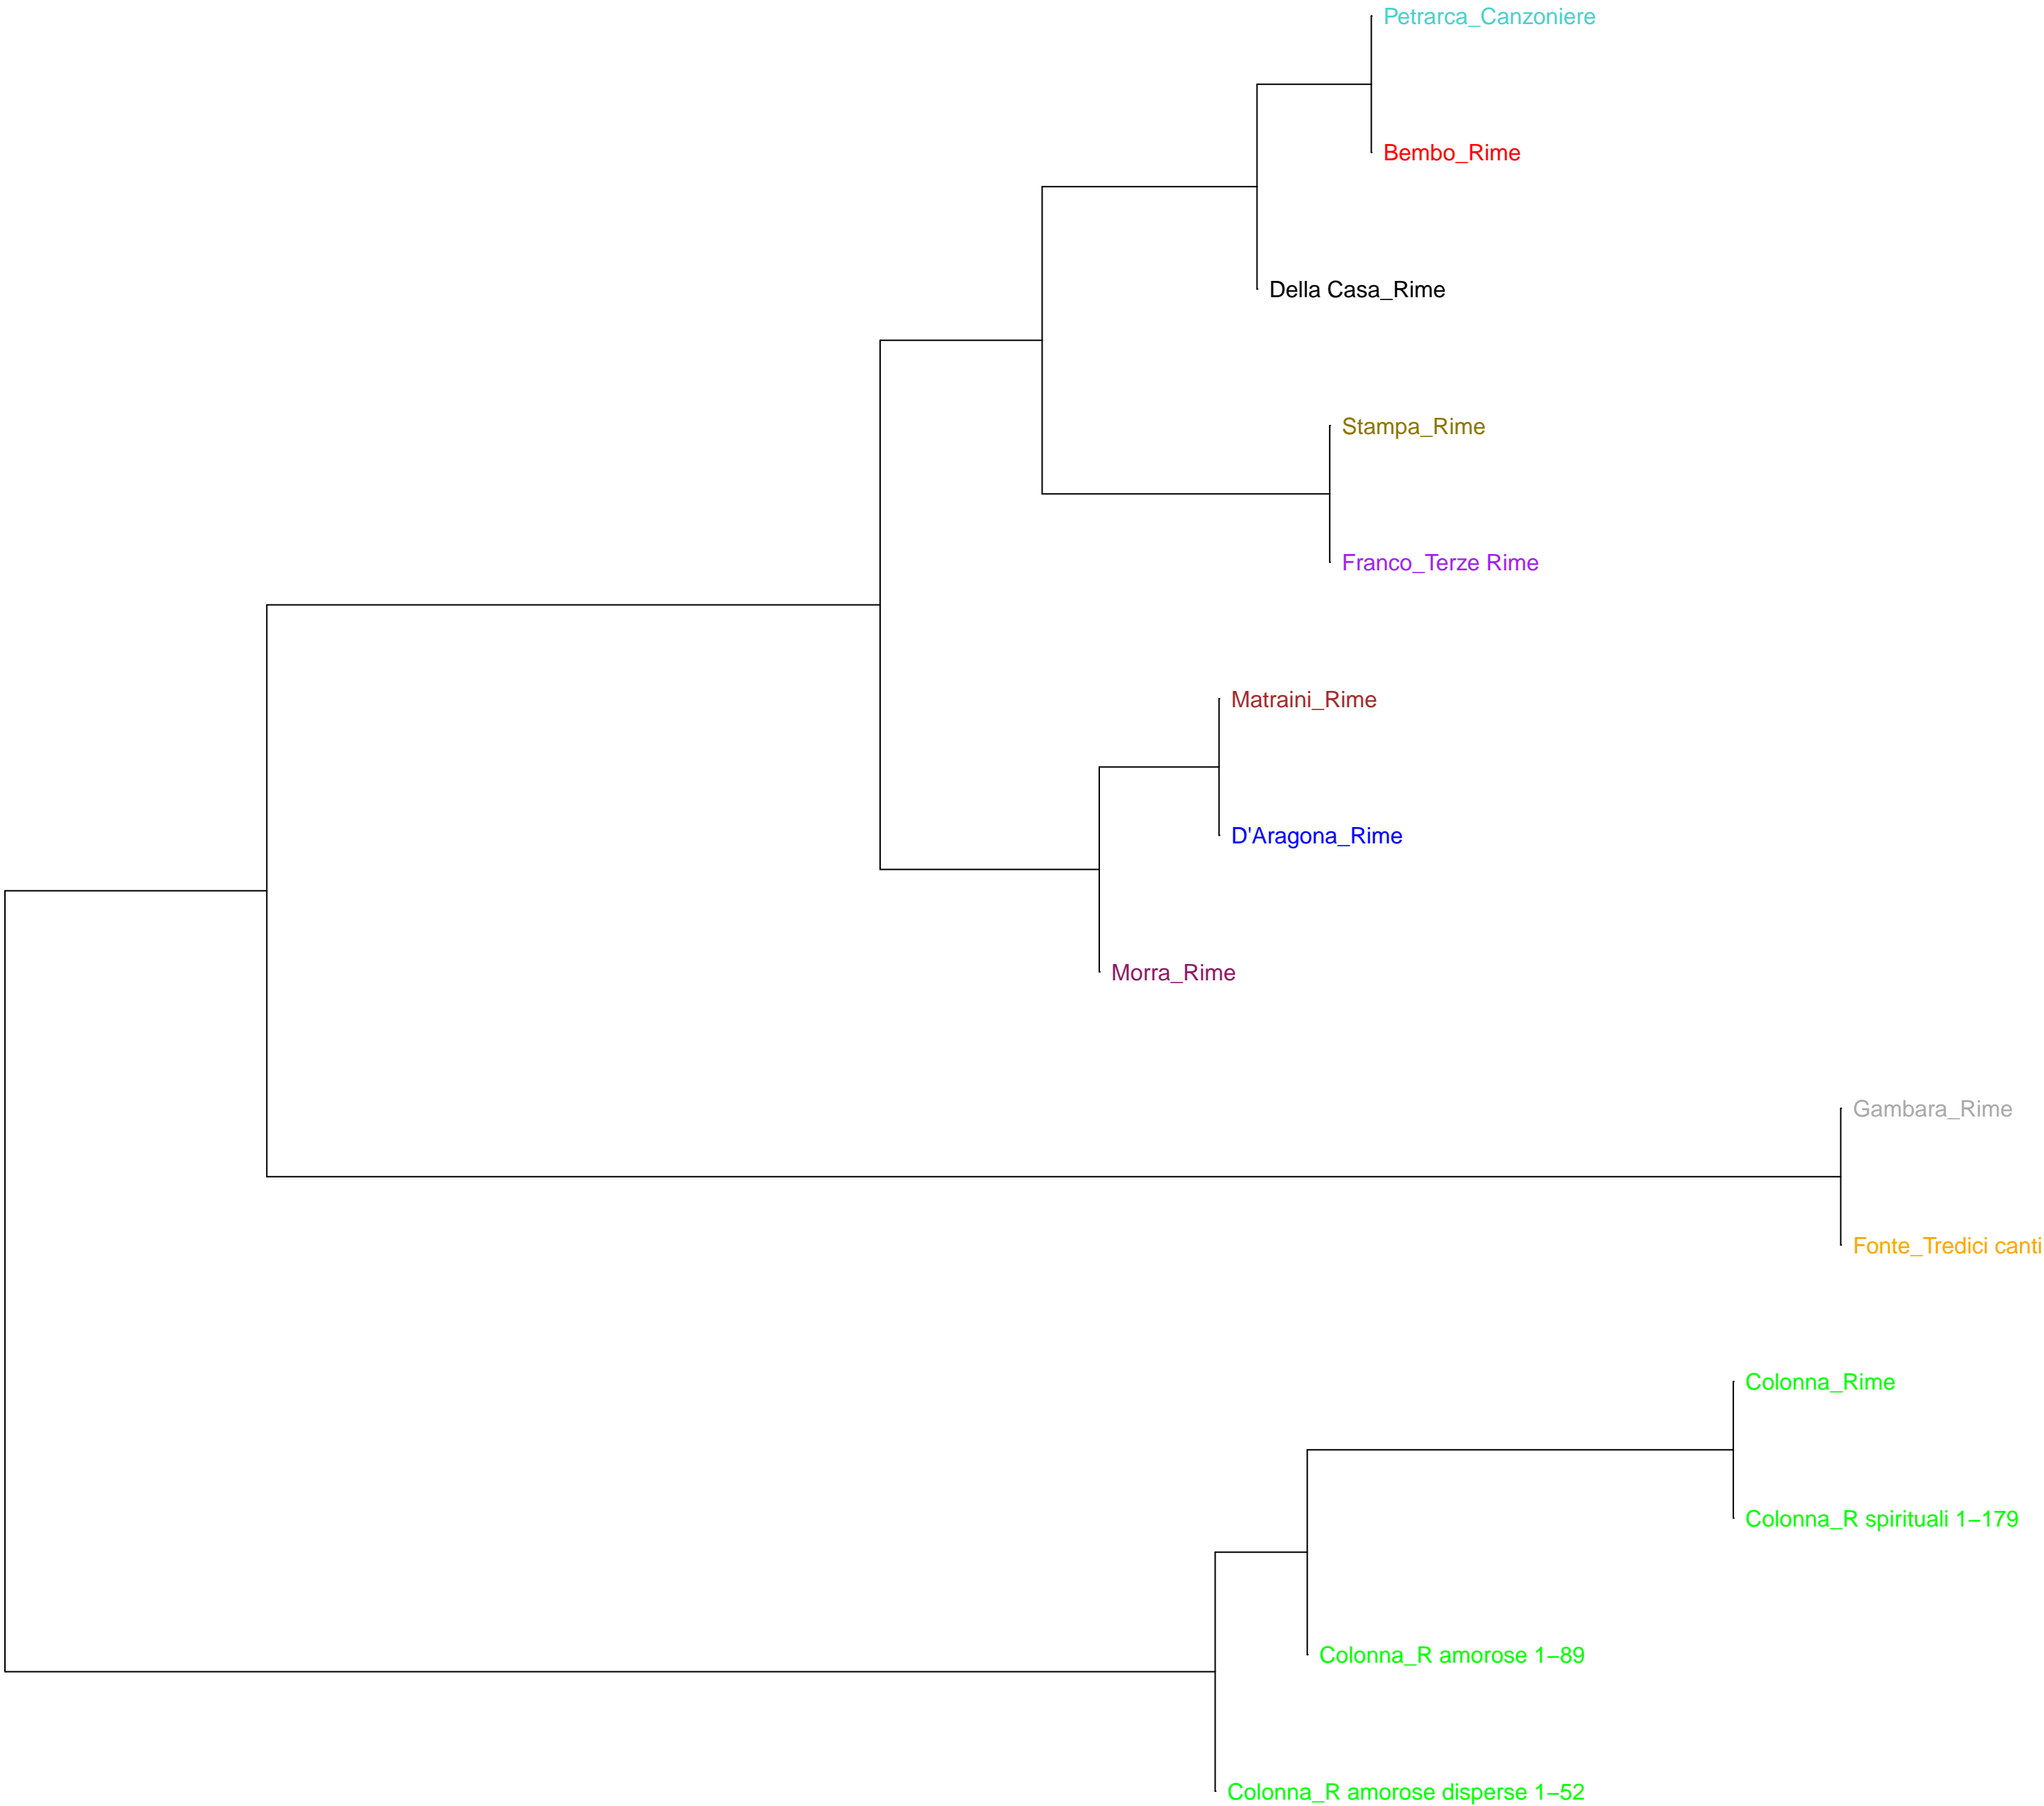 Petrarca_Canzoniere
Bembo_Rime
Della Casa_Rime
Stampa_Rime
Franco_Terze Rime
Matraini_Rime
D'Aragona_Rime
Morra_Rime
Gambara_Rime
Fonte_Tredici canti
Colonna_Rime
Colonna_R spirituali 1–179
Colonna_R amorose 1–89
Colonna_R amorose disperse 1–52